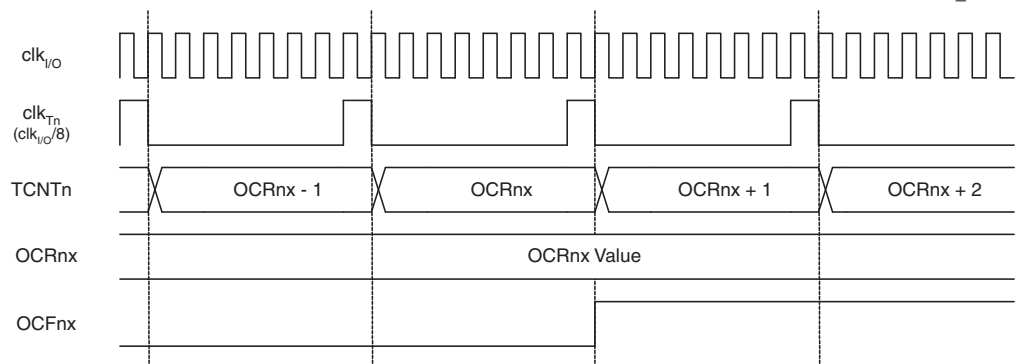 clkI/O
clkTn
(clkI/O/8)
TCNTn OCRnx - 1 OCRnx OCRnx + 1 OCRnx + 2
OCRnx OCRnx Value
OCFnx